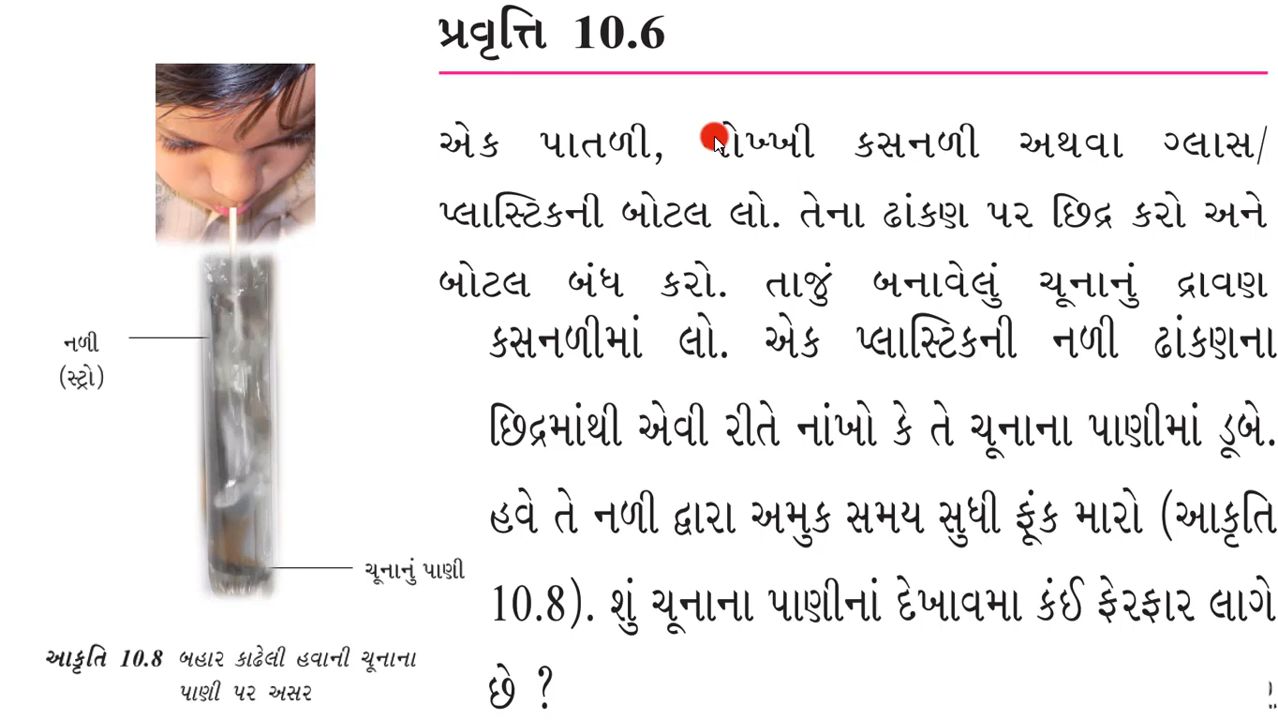 પ્રવૃત્તિ 10.6
એક પાતળી, ચોખ્ખી કસનળી અથવા ગ્લાસ/
પ્લાસ્ટિકની બોટલ લો. તેના ઢાંકણ પર છિદ્ર કરો અને
બોટલ બંધ કરો. તાજું બનાવેલું ચૂનાનું દ્રાવણ
કસનળીમાં લો. એક પ્લાસ્ટિકની નળી ઢાંકણના
છિદ્રમાંથી એવી રીતે નાંખો કે તે ચૂનાના પાણીમાં ડૂબે.
હવે તે નળી દ્વારા અમુક સમય સુધી ફૂંક મારો (આકૃતિ
10.8). શું ચૂનાના પાણીનાં દેખાવમા કંઈ ફેરફાર લાગે
છે ?
નળી
(સ્ટ્રો)
ચૂનાનું પાણી
આકૃતિ 10.8 બહાર કાઢેલી હવાની ચૂનાના
પાણી પર અસર